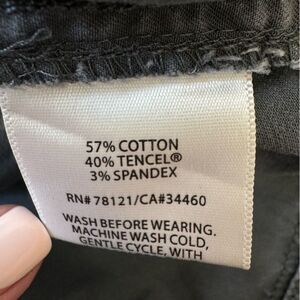 57% COTTON
40% TENCEL®
3% SPANDEX
RN# 78121/CA#34460
WASH BEFORE WEARING.
MACHINE WASH COLD,
GENTLE CYCLE, WITH